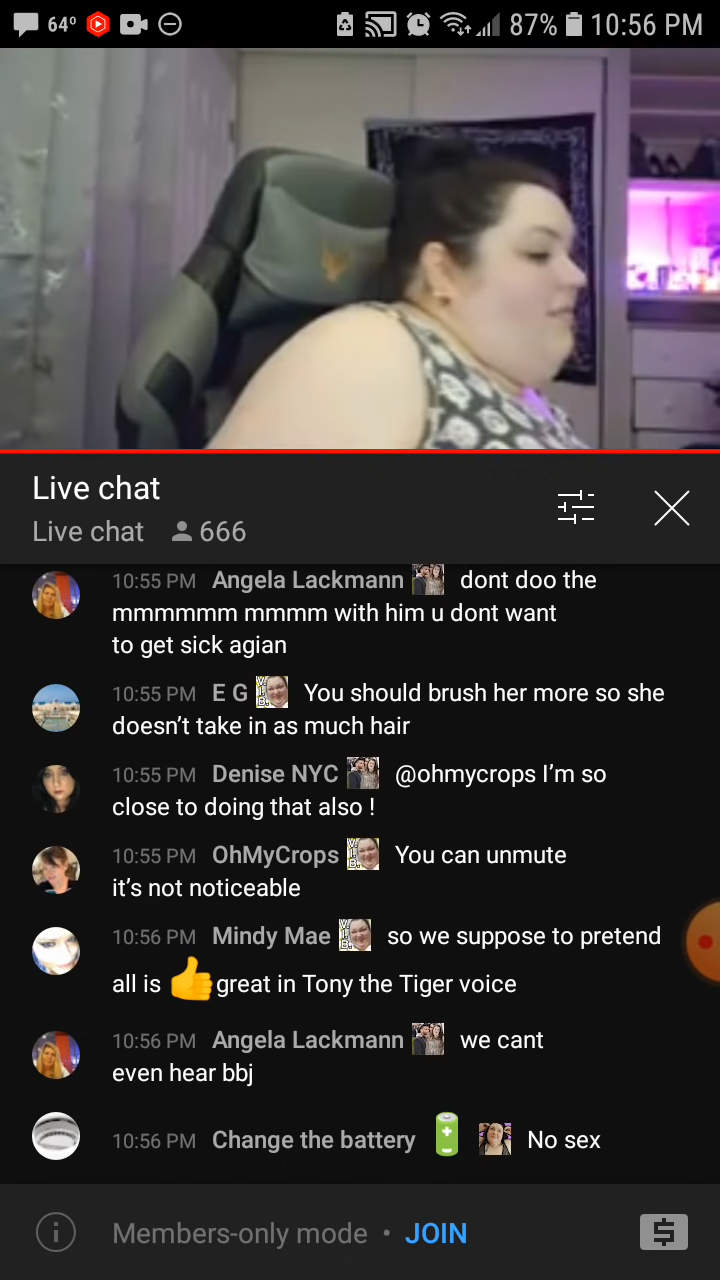 64° 87% 10:56 PM
Live chat
Live chat 666
10:55 PM Angela Lackmann dont doo the
mmmmmm mmmm with him u dont want
to get sick agian
10:55 PM E G You should brush her more so she
doesn’t take in as much hair
10:55 PM Denise NYC @ohmycrops I’m so
close to doing that also !
10:55 PM OhMyCrops You can unmute
it’s not noticeable
10:56 PM Mindy Mae so we suppose to pretend
all is 👍 great in Tony the Tiger voice
10:56 PM Angela Lackmann we cant
even hear bbj
10:56 PM Change the battery 🔋 No sex
Members-only mode • JOIN